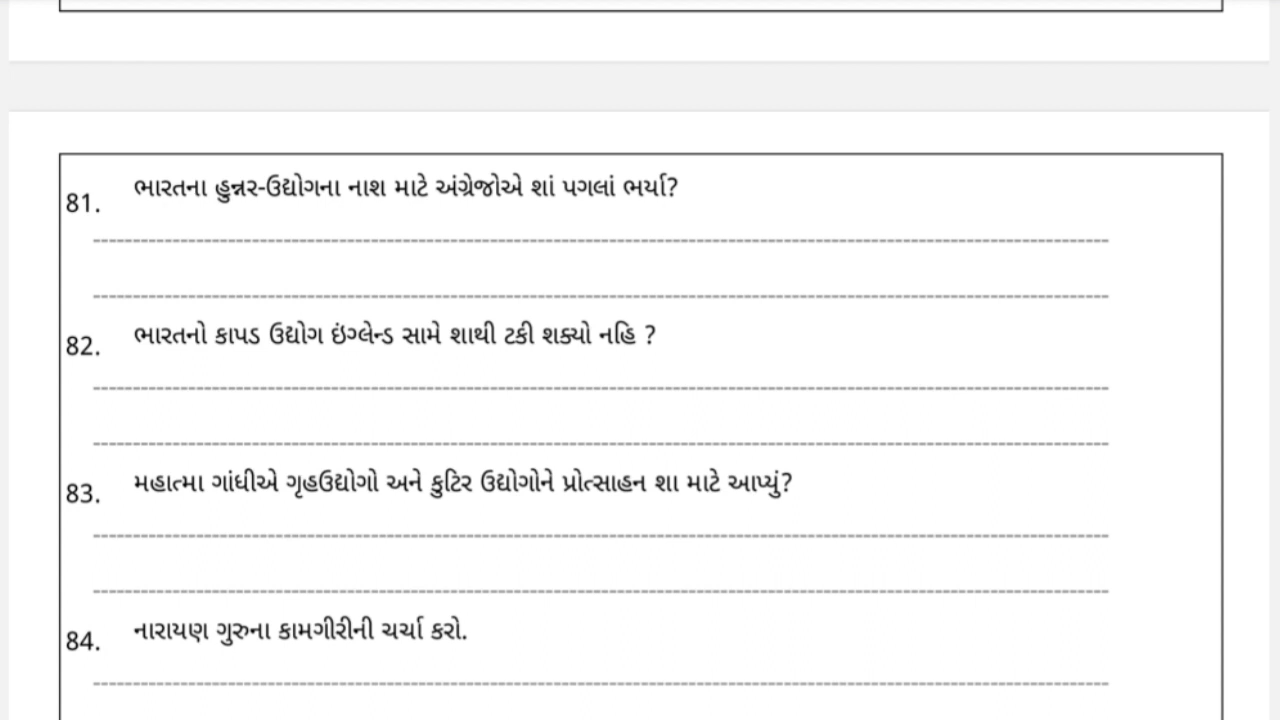 81. ભારતના હુન્નર-ઉદ્યોગના નાશ માટે અંગ્રેજોએ શાં પગલાં ભર્યા?
82. ભારતનો કાપડ ઉદ્યોગ ઇંગ્લેન્ડ સામે શાથી ટકી શક્યો નહિ ?
83. મહાત્મા ગાંધીએ ગૃહઉદ્યોગો અને કુટિર ઉદ્યોગોને પ્રોત્સાહન શા માટે આપ્યું?
84. નારાયણ ગુરુના કામગીરીની ચર્ચા કરો.